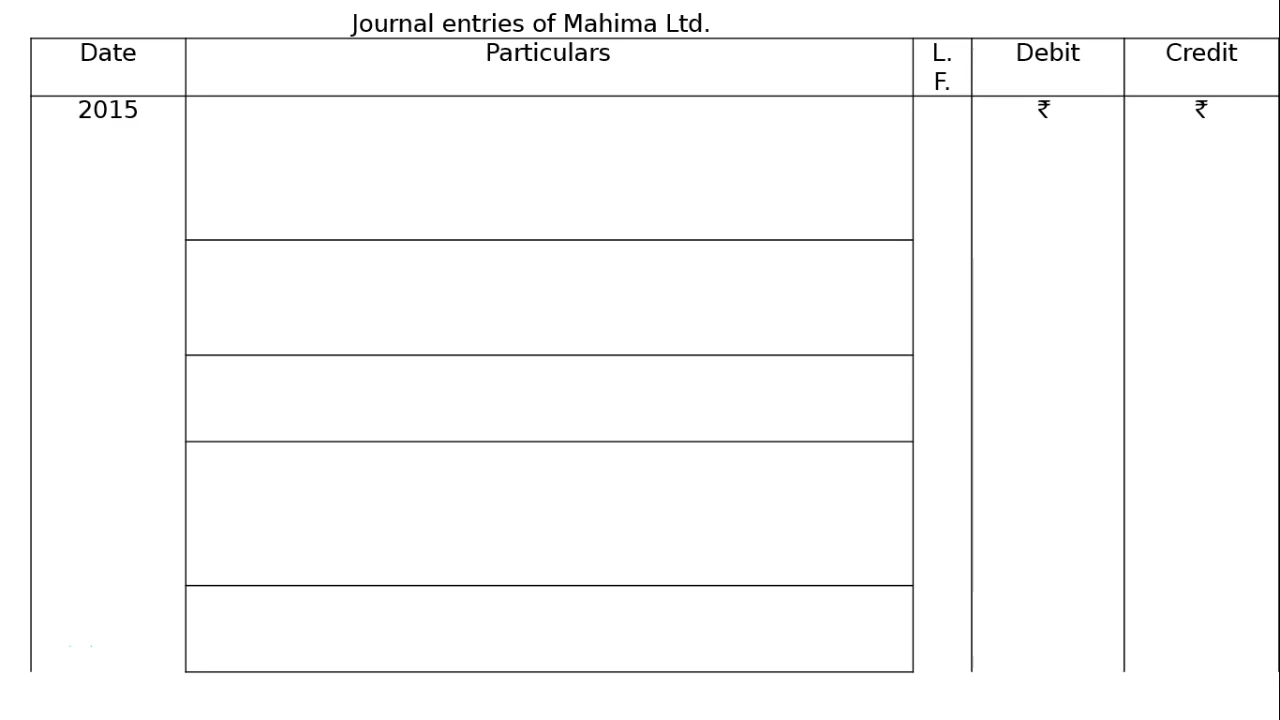 Journal entries of Mahima Ltd.
Date Particulars L. F. Debit Credit
2015 ₹ ₹